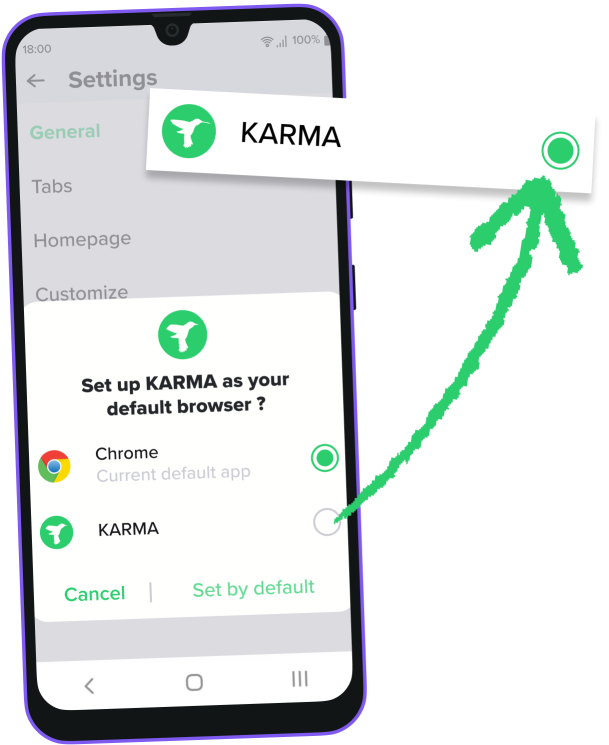 18:00
100%
Settings
General
KARMA
Tabs
Homepage
Customize
Set up KARMA as your
default browser ?
Chrome
Current default app
KARMA
Cancel | Set by default